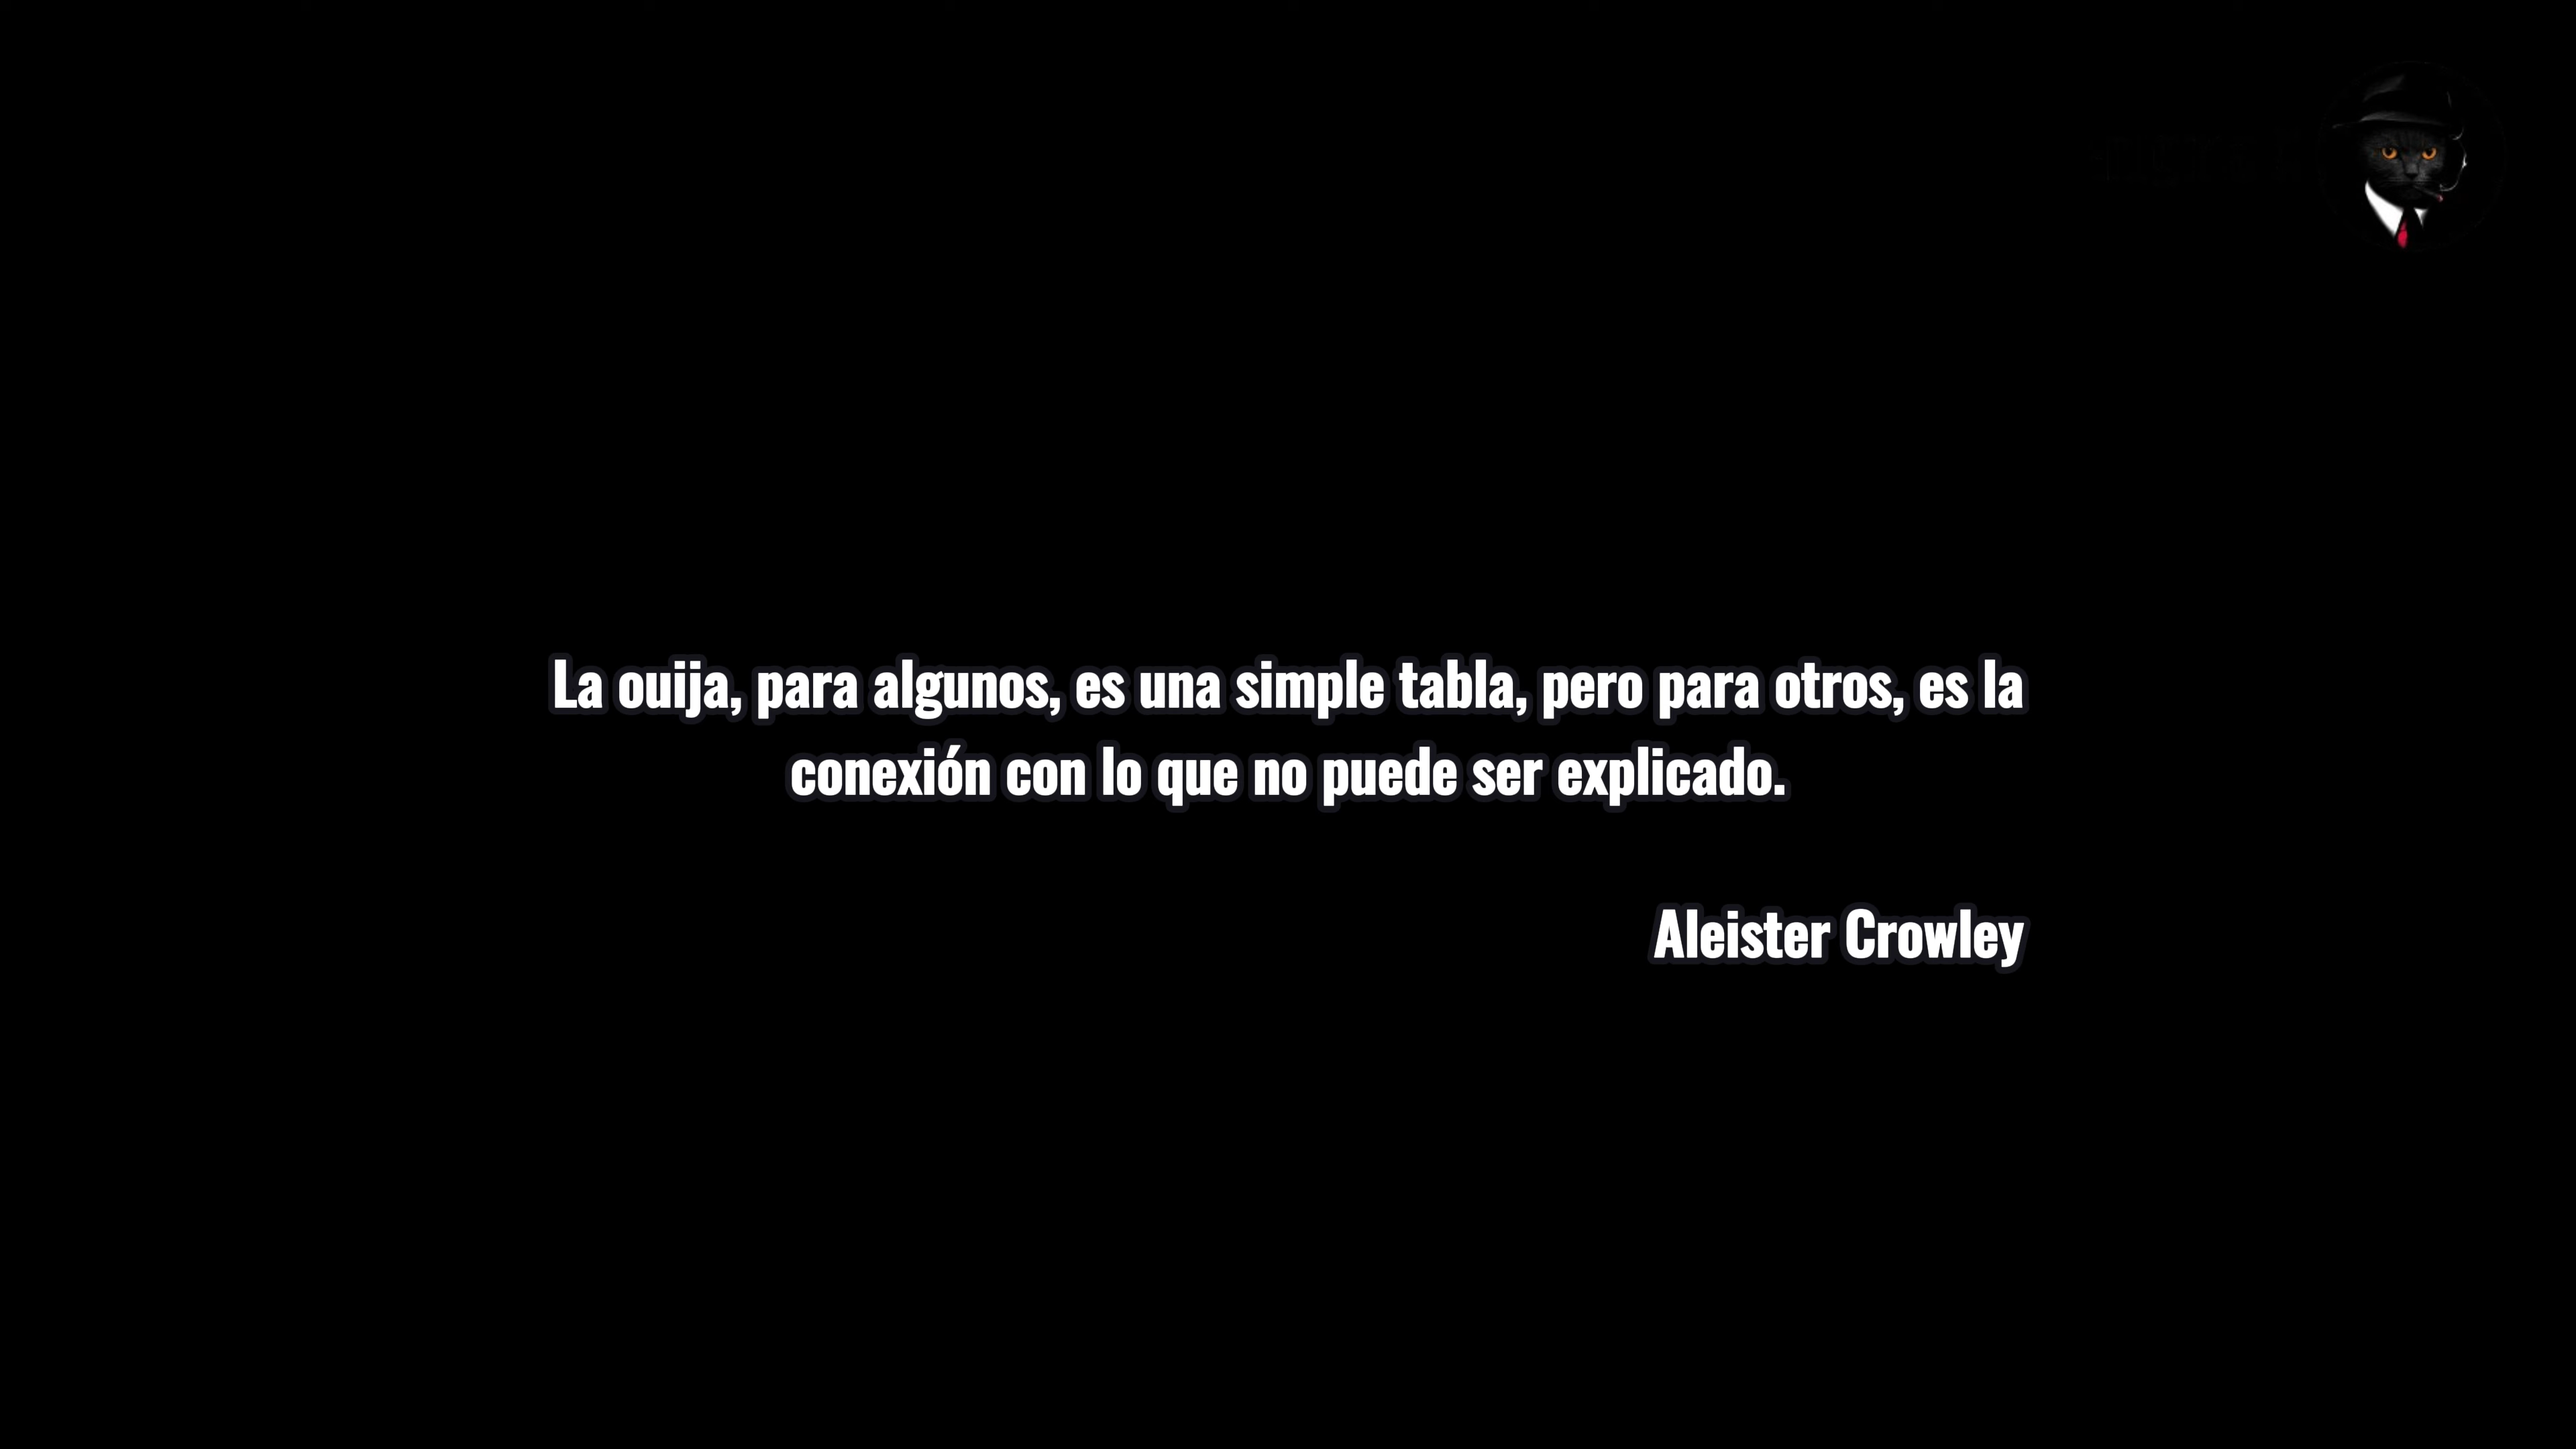 La ouija, para algunos, es una simple tabla, pero para otros, es la
conexión con lo que no puede ser explicado.
Aleister Crowley